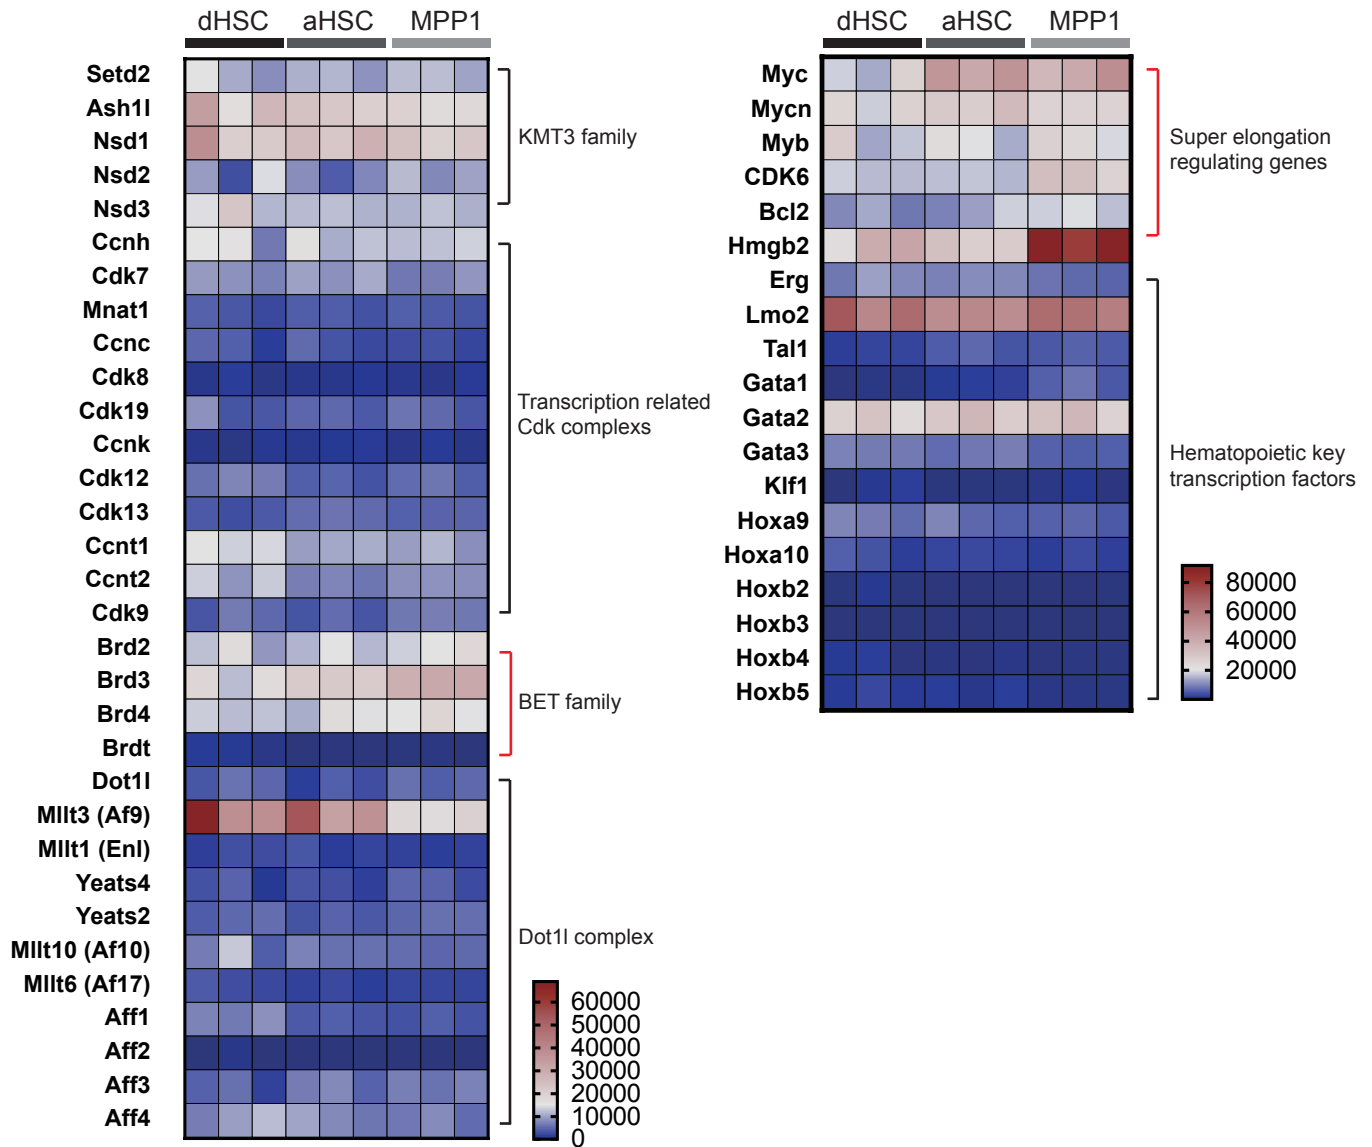 dHSC aHSC MPP1
Setd2
Ash1l
Nsd1
Nsd2
Nsd3
Ccnh
Cdk7
Mnat1
Ccnc
Cdk8
Cdk19
Ccnk
Cdk12
Cdk13
Ccnt1
Ccnt2
Cdk9
Brd2
Brd3
Brd4
Brdt
Dot1l
Mllt3 (Af9)
Mllt1 (Enl)
Yeats4
Yeats2
Mllt10 (Af10)
Mllt6 (Af17)
Aff1
Aff2
Aff3
Aff4
KMT3 family
Transcription related
Cdk complexs
BET family
Dot1l complex
60000
50000
40000
30000
20000
10000
0
dHSC aHSC MPP1
Myc
Mycn
Myb
CDK6
Bcl2
Hmgb2
Erg
Lmo2
Tal1
Gata1
Gata2
Gata3
Klf1
Hoxa9
Hoxa10
Hoxb2
Hoxb3
Hoxb4
Hoxb5
Super elongation
regulating genes
Hematopoietic key
transcription factors
80000
60000
40000
20000